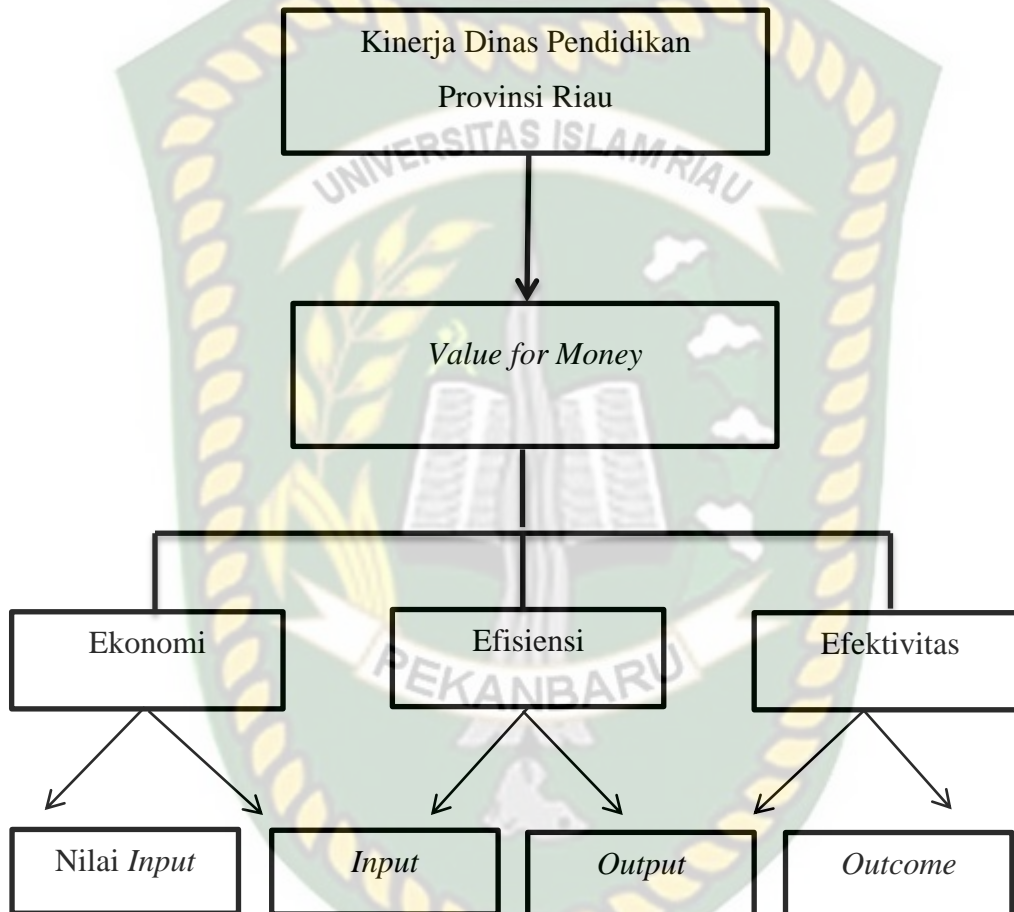 Kinerja Dinas Pendidikan
Provinsi Riau
UNIVERSITAS ISLAM RIAU
Value for Money
Ekonomi
Efisiensi
Efektivitas
PEKANBARU
Nilai Input
Input
Output
Outcome